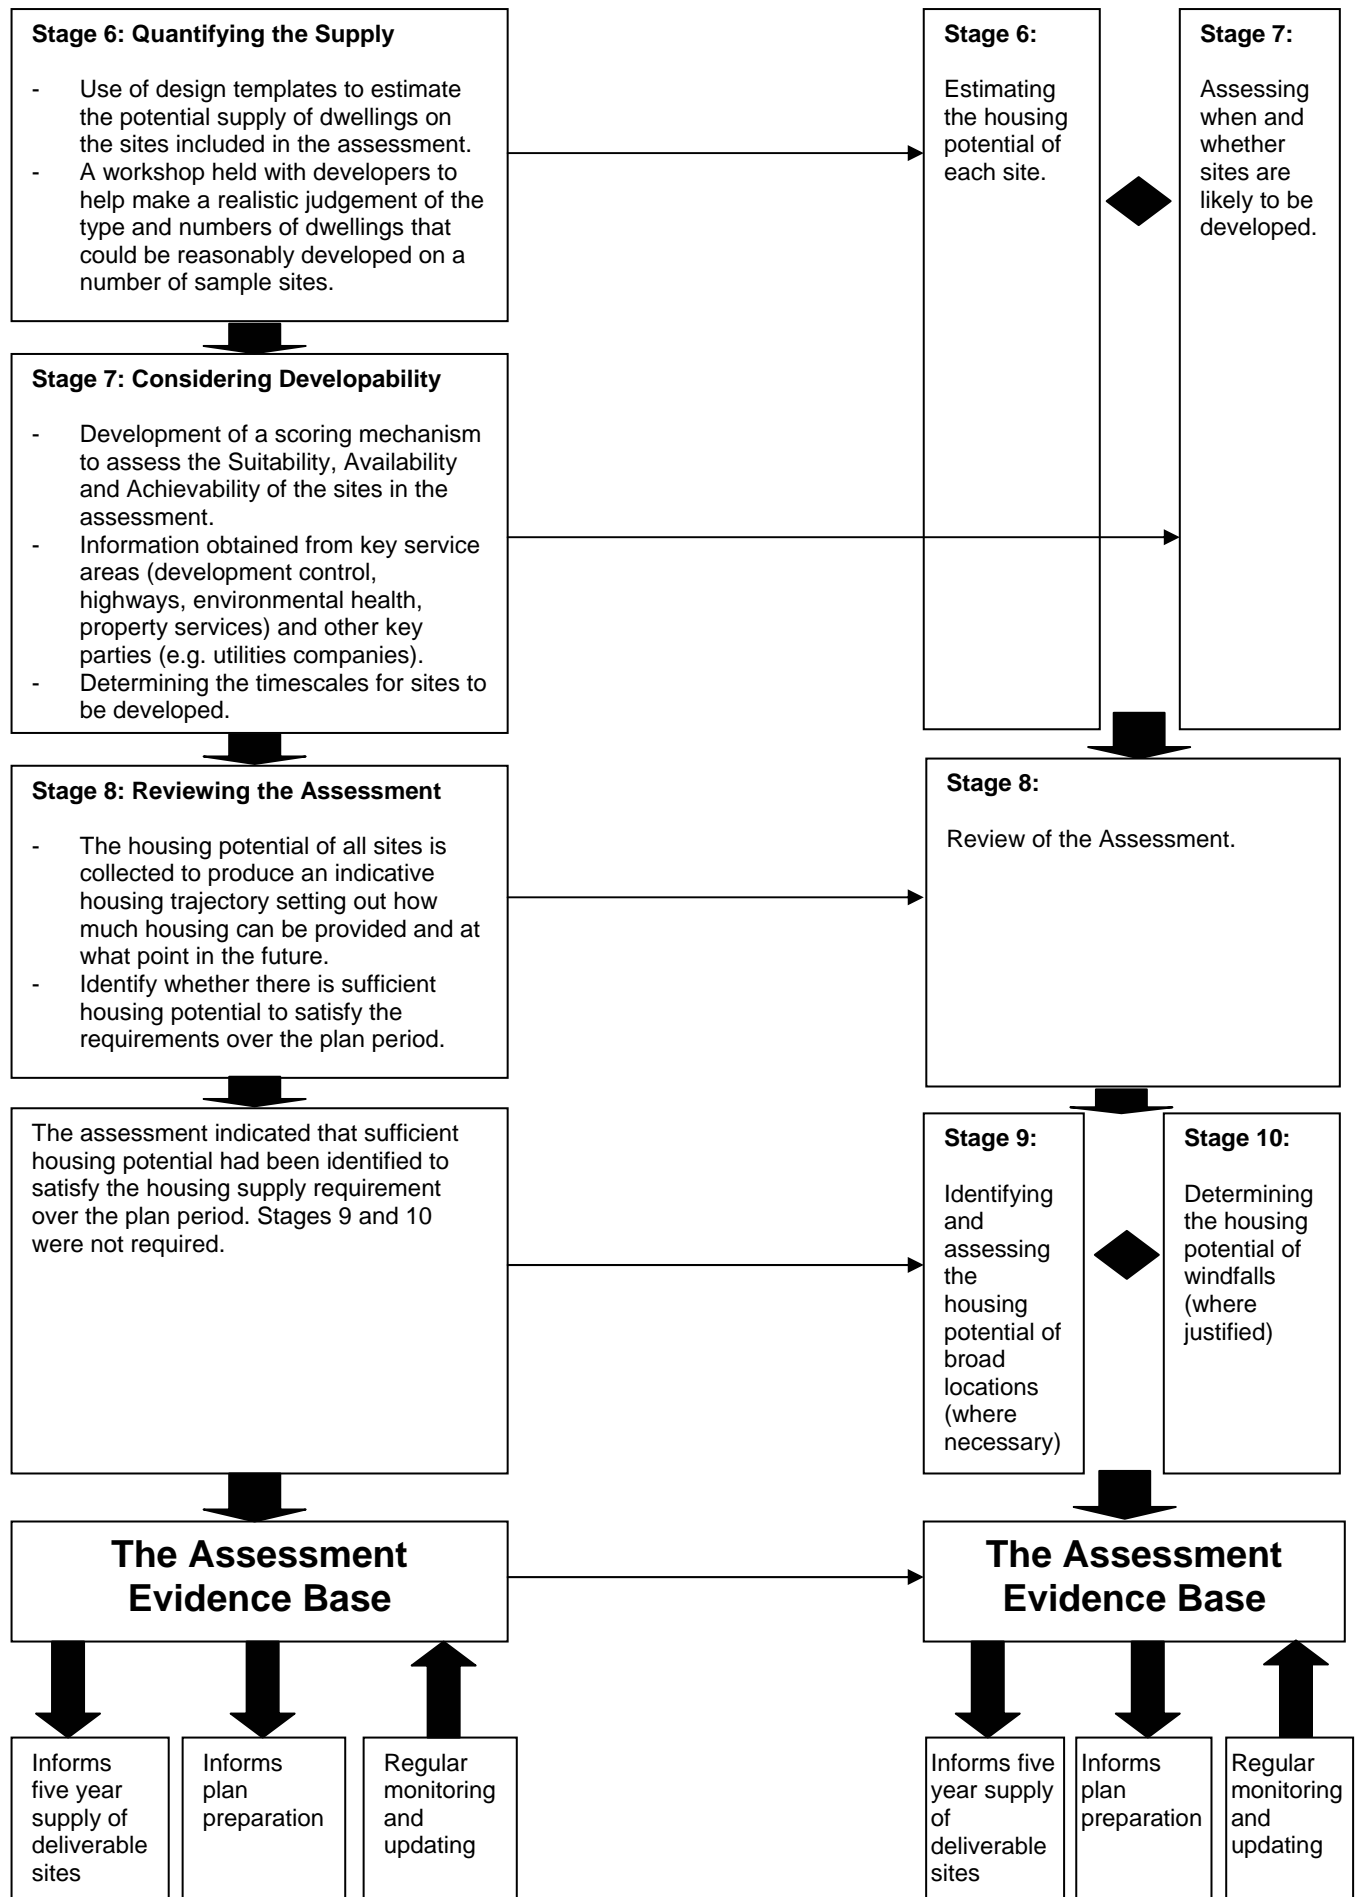 Stage 6: Quantifying the Supply
- Use of design templates to estimate
the potential supply of dwellings on
the sites included in the assessment.
- A workshop held with developers to
help make a realistic judgement of the
type and numbers of dwellings that
could be reasonably developed on a
number of sample sites.
Stage 6:
Estimating
the housing
potential of
each site.
Stage 7:
Assessing
when and
whether
sites are
likely to be
developed.
Stage 7: Considering Developability
- Development of a scoring mechanism
to assess the Suitability, Availability
and Achievability of the sites in the
assessment.
- Information obtained from key service
areas (development control,
highways, environmental health,
property services) and other key
parties (e.g. utilities companies).
- Determining the timescales for sites to
be developed.
Stage 8: Reviewing the Assessment
- The housing potential of all sites is
collected to produce an indicative
housing trajectory setting out how
much housing can be provided and at
what point in the future.
- Identify whether there is sufficient
housing potential to satisfy the
requirements over the plan period.
Stage 8:
Review of the Assessment.
The assessment indicated that sufficient
housing potential had been identified to
satisfy the housing supply requirement
over the plan period. Stages 9 and 10
were not required.
Stage 9:
Identifying
and
assessing
the
housing
potential of
broad
locations
(where
necessary)
Stage 10:
Determining
the housing
potential of
windfalls
(where
justified)
The Assessment
Evidence Base
The Assessment
Evidence Base
Informs
five year
supply of
deliverable
sites
Informs
plan
preparation
Regular
monitoring
and
updating
Informs five
year supply
of
deliverable
sites
Informs
plan
preparation
Regular
monitoring
and
updating